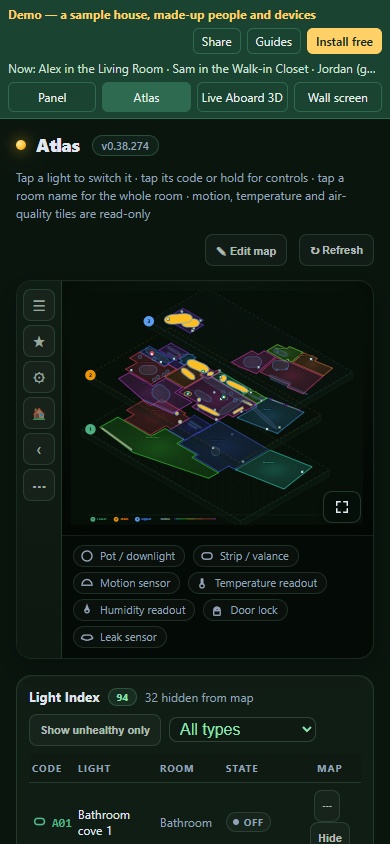 Demo — a sample house, made-up people and devices
Share
Guides
Install free
Now: Alex in the Living Room · Sam in the Walk-in Closet · Jordan (g...
Panel
Atlas
Live Aboard 3D
Wall screen
Atlas
v0.38.274
Tap a light to switch it · tap its code or hold for controls · tap a
room name for the whole room · motion, temperature and air-
quality tiles are read-only
✎ Edit map
↻ Refresh
3
2
1
Pot / downlight
Strip / valance
Motion sensor
Temperature readout
Humidity readout
Door lock
Leak sensor
Light Index
94
32 hidden from map
Show unhealthy only
All types
CODE
LIGHT
ROOM
STATE
MAP
A01
Bathroom
cove 1
Bathroom
OFF
---
Hide